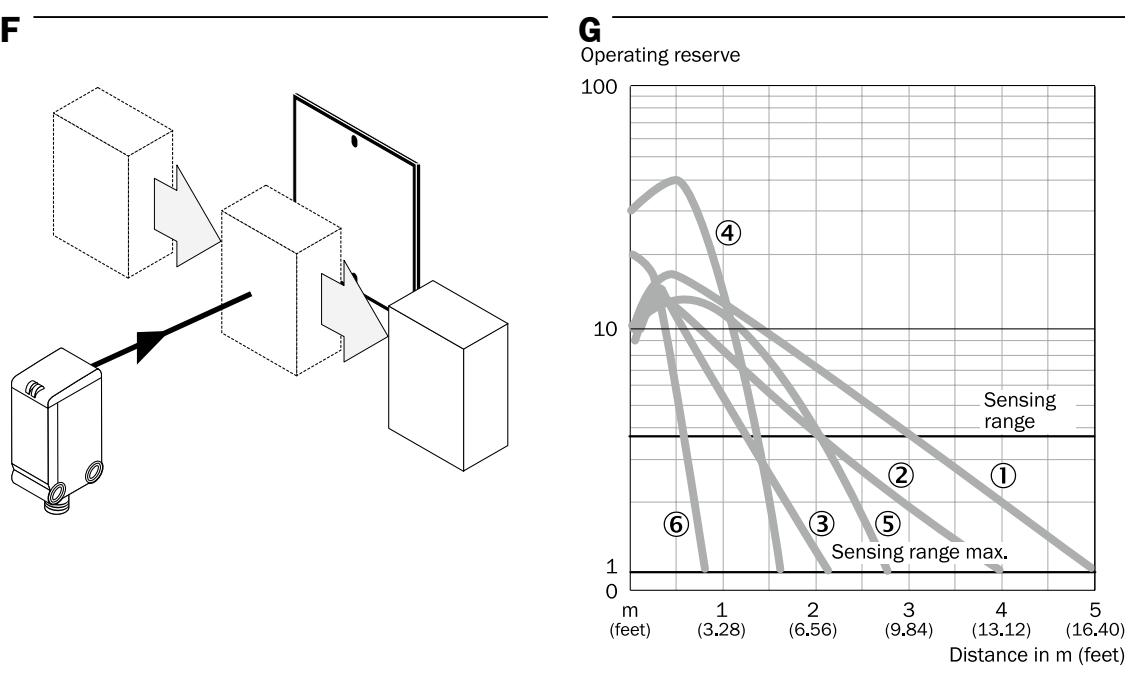 F
G
Operating reserve
100
④
10
Sensing
range
②
①
⑥
③
⑤
Sensing range max.
1
0
m 1 2 3 4 5
(feet) (3.28) (6.56) (9.84) (13.12) (16.40)
Distance in m (feet)